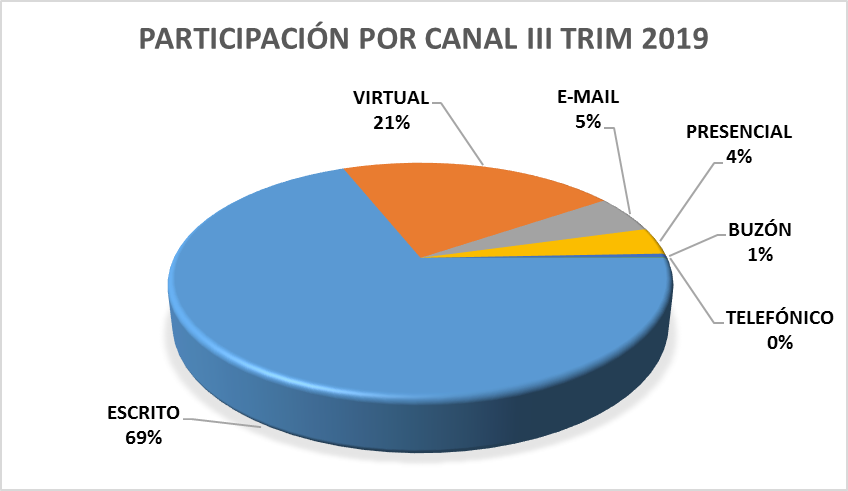 PARTICIPACIÓN POR CANAL III TRIM 2019
VIRTUAL
21%
E-MAIL
5%
PRESENCIAL
4%
BUZÓN
1%
TELEFÓNICO
0%
ESCRITO
69%